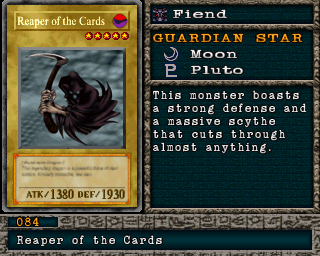 Reaper of the Cards
ATK/1380 DEF/1930
Fiend
GUARDIAN STAR
Moon
Pluto
This monster boasts
a strong defense and
a massive scythe
that cuts through
almost anything.
084
Reaper of the Cards